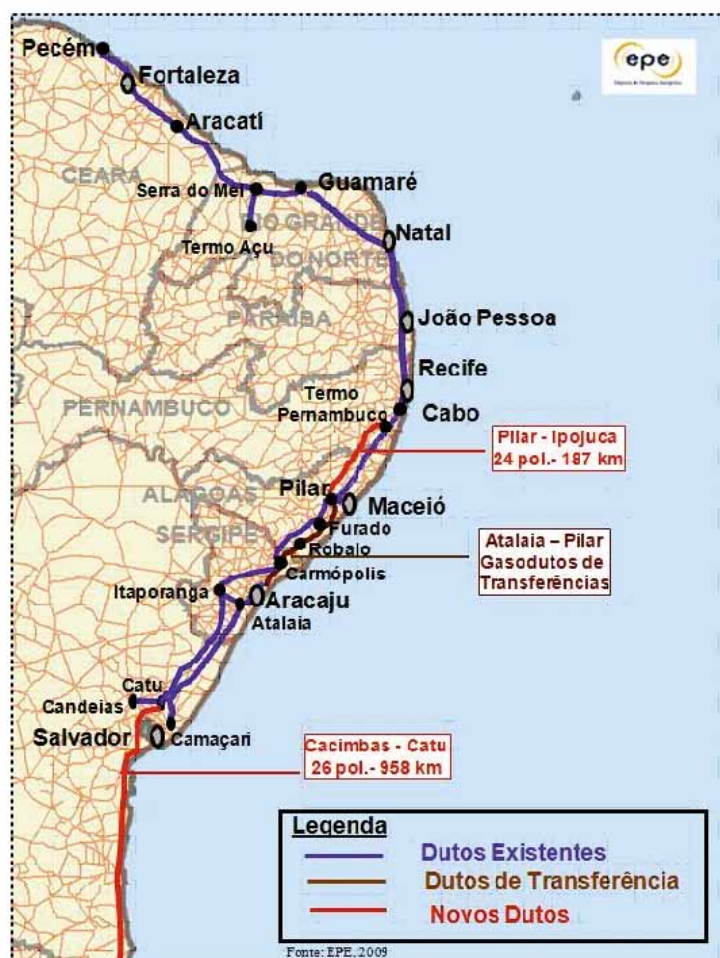 Pecém
epe
Fortaleza
Aracatí
CEARA
Serra do Mel
Guamaré
RIO GRANDE
Termo Açu
Natal
DO NORTE
PARAIBA
João Pessoa
Recife
Termo
Pernambuco
PERNAMBUCO
Cabo
Pilar - Ipojuca
24 pol.- 187 km
ALAGOAS
Pilar
Maceió
SERGIPE
Furado
Robalo
Atalaia – Pilar
Gasodutos de
Transferências
Carmópolis
Itaporanga
Aracaju
Atalaia
Catu
Candeias
Salvador
Camaçari
Cacimbas - Catu
26 pol.- 958 km
Legenda
Dutos Existentes
Dutos de Transferência
Novos Dutos
Fonte: EPE, 2009